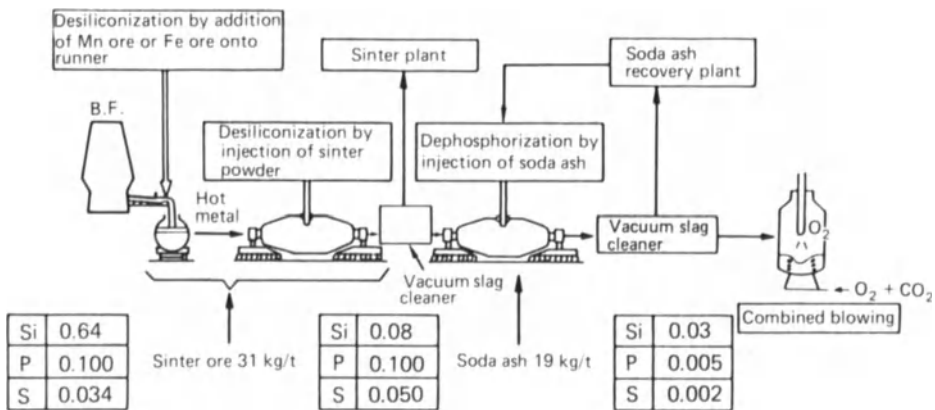 Desiliconization by addition
of Mn ore or Fe ore onto
runner
Sinter plant
Soda ash
recovery plant
B.F.
Desiliconization by
injection of sinter
powder
Dephosphorization by
injection of soda ash
Hot
metal
Vacuum slag
cleaner
Vacuum slag
cleaner
O₂
O₂ + CO₂
Combined blowing
Si 0.64
P 0.100
S 0.034
Sinter ore 31 kg/t
Si 0.08
P 0.100
S 0.050
Soda ash 19 kg/t
Si 0.03
P 0.005
S 0.002